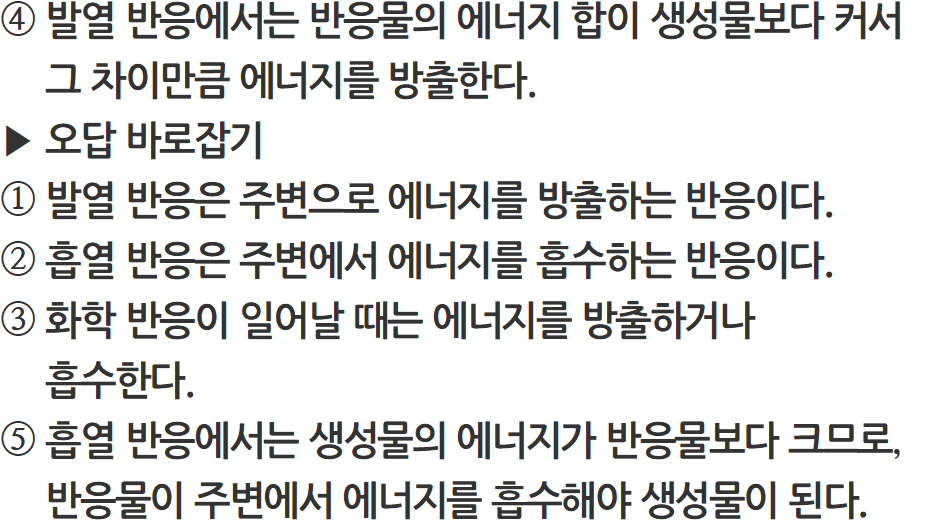 ④ 발열 반응에서는 반응물의 에너지 합이 생성물보다 커서
그 차이만큼 에너지를 방출한다.
▶ 오답 바로잡기
① 발열 반응은 주변으로 에너지를 방출하는 반응이다.
② 흡열 반응은 주변에서 에너지를 흡수하는 반응이다.
③ 화학 반응이 일어날 때는 에너지를 방출하거나
흡수한다.
⑤ 흡열 반응에서는 생성물의 에너지가 반응물보다 크므로,
반응물이 주변에서 에너지를 흡수해야 생성물이 된다.